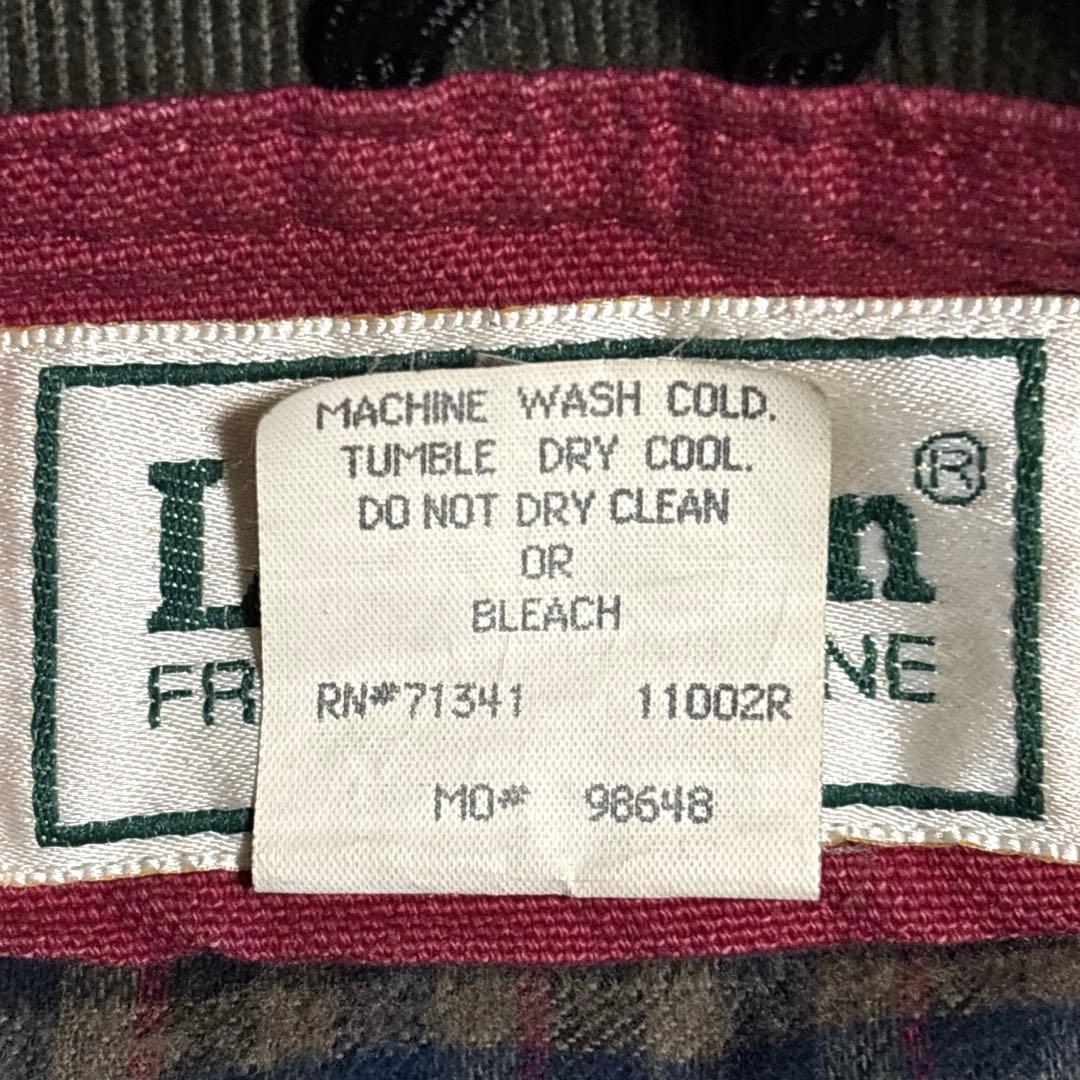 MACHINE WASH COLD.
TUMBLE DRY COOL.
DO NOT DRY CLEAN
OR
BLEACH
RN#71341 11002R
MO# 98648
®